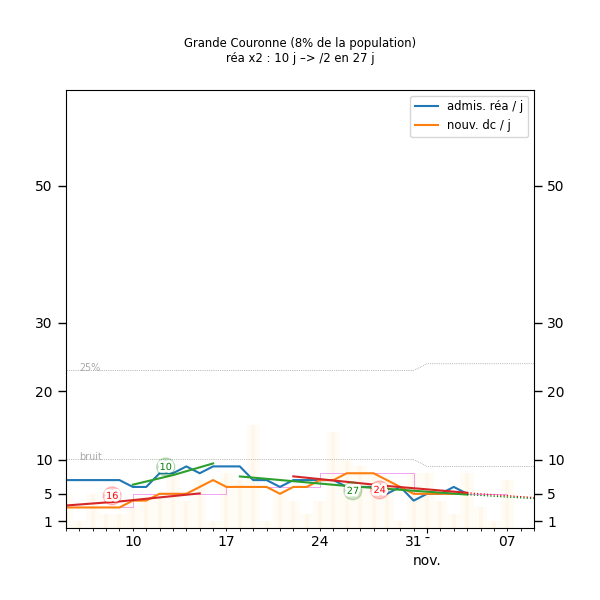 Grande Couronne (8% de la population)
réa x2 : 10 j –> /2 en 27 j
admis. réa / j
nouv. dc / j
50 50
30 30
25%
20 20
bruit
10 10
10
16 27 24
5 5
1 1
10 17 24 31 - 07
nov.